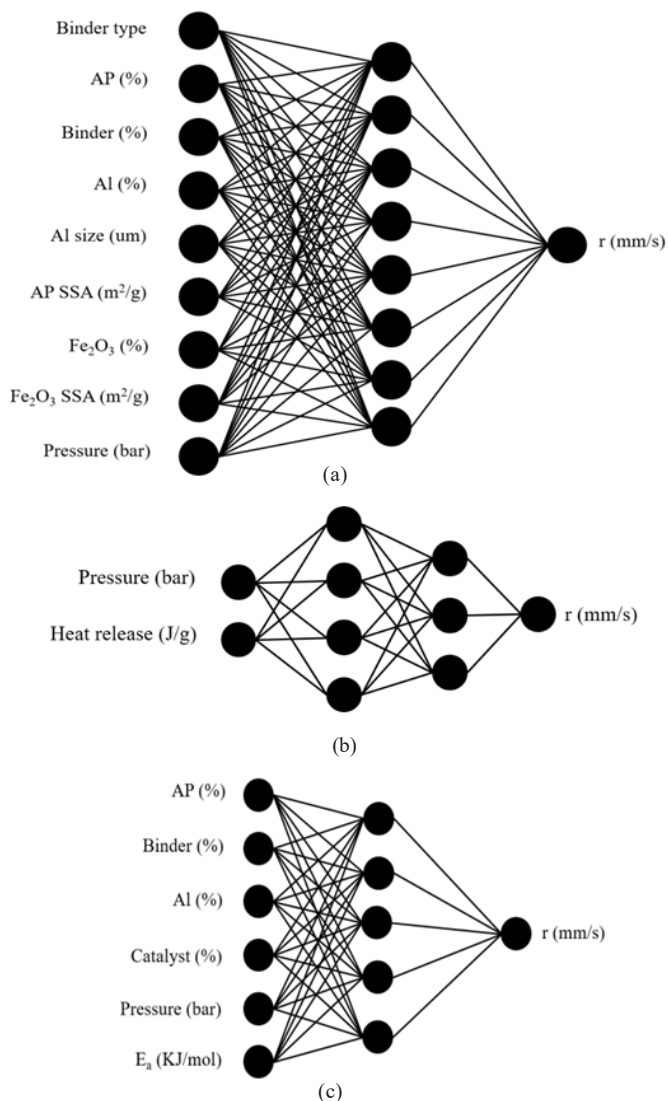 Binder type
AP (%)
Binder (%)
Al (%)
Al size (um)
r (mm/s)
AP SSA (m²/g)
Fe₂O₃ (%)
Fe₂O₃ SSA (m²/g)
Pressure (bar)
(a)
Pressure (bar)
Heat release (J/g)
r (mm/s)
(b)
AP (%)
Binder (%)
Al (%)
r (mm/s)
Catalyst (%)
Pressure (bar)
Eₐ (KJ/mol)
(c)